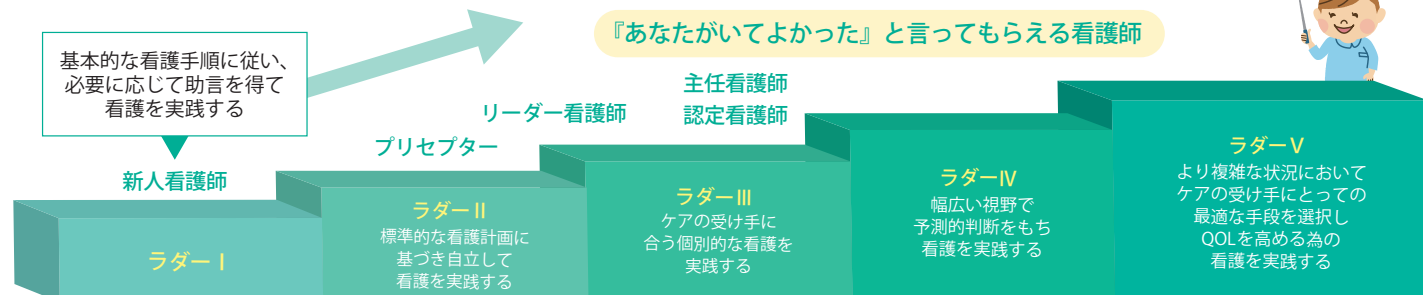 『あなたがいてよかった』と言ってもらえる看護師
基本的な看護手順に従い、
必要に応じて助言を得て
看護を実践する
新人看護師
プリセプター
リーダー看護師
主任看護師
認定看護師
ラダーⅠ
ラダーⅡ
標準的な看護計画に
基づき自立して
看護を実践する
ラダーⅢ
ケアの受け手に
合う個別的な看護を
実践する
ラダーⅣ
幅広い視野で
予測的判断をもち
看護を実践する
ラダーⅤ
より複雑な状況において
ケアの受け手にとっての
最適な手段を選択し
QOLを高める為の
看護を実践する